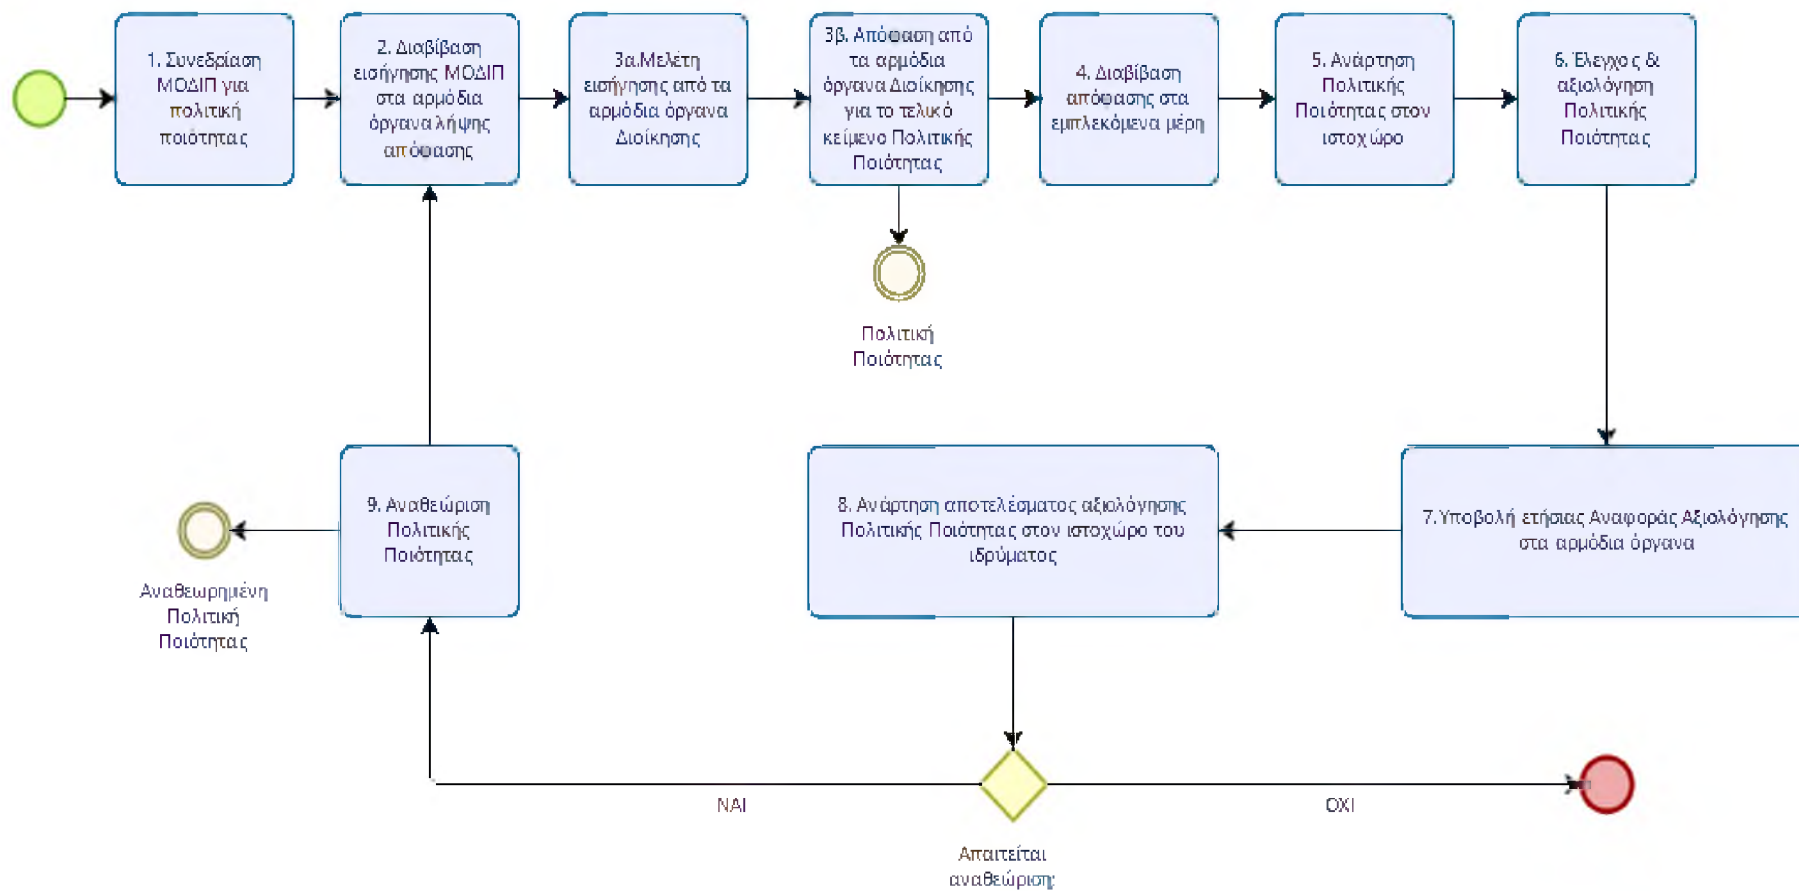 1. Συνεδρίαση
ΜΟΔΙΠ για
πολιτική
ποιότητας
2. Διαβίβαση
εισήγησης ΜΟΔΙΠ
στα αρμόδια
όργανα λήψης
απόφασης
3α.Μελέτη
εισήγησης από τα
αρμόδια όργανα
Διοίκησης
3β. Απόφαση από
τα αρμόδια
όργανα Διοίκησης
για το τελικό
κείμενο Πολιτικής
Ποιότητας
4. Διαβίβαση
απόφασης στα
εμπλεκόμενα μέρη
5. Ανάρτηση
Πολιτικής
Ποιότητας στον
ιστοχώρο
6. Έλεγχος &
αξιολόγηση
Πολιτικής
Ποιότητας
Πολιτική
Ποιότητας
9. Αναθεώριση
Πολιτικής
Ποιότητας
8. Ανάρτηση αποτελέσματος αξιολόγησης
Πολιτικής Ποιότητας στον ιστοχώρο του
ιδρύματος
7.Υποβολή ετήσιας Αναφοράς Αξιολόγησης
στα αρμόδια όργανα
Αναθεωρημένη
Πολιτική
Ποιότητας
ΝΑΙ
ΟΧΙ
Απαιτείται
αναθεώριση;